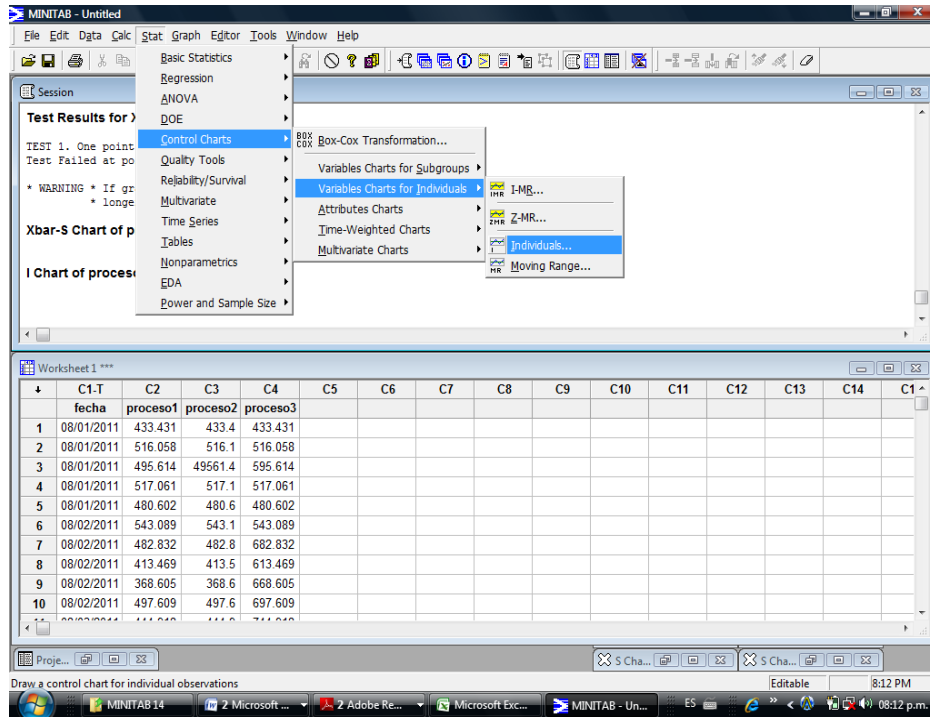 MINITAB - Untitled
File Edit Data Calc Stat Graph Editor Tools Window Help
Session
Test Results for
TEST 1. One point
Test Failed at po
* WARNING * If gr
* longe
Xbar-S Chart of p
I Chart of proces
Basic Statistics
Regression
ANOVA
DOE
Control Charts
Quality Tools
Reliability/Survival
Multivariate
Time Series
Tables
Nonparametrics
EDA
Power and Sample Size
BOX COX Box-Cox Transformation...
Variables Charts for Subgroups
Variables Charts for Individuals
Attributes Charts
Time-Weighted Charts
Multivariate Charts
IMR I-MR...
ZMR Z-MR...
I Individuals...
MR Moving Range...
Worksheet 1 ***
C1-T C2 C3 C4 C5 C6 C7 C8 C9 C10 C11 C12 C13 C14 C1
fecha proceso1 proceso2 proceso3
1 08/01/2011 433.431 433.4 433.431
2 08/01/2011 516.058 516.1 516.058
3 08/01/2011 495.614 49561.4 595.614
4 08/01/2011 517.061 517.1 517.061
5 08/01/2011 480.602 480.6 480.602
6 08/02/2011 543.089 543.1 543.089
7 08/02/2011 482.832 482.8 682.832
8 08/02/2011 413.469 413.5 613.469
9 08/02/2011 368.605 368.6 668.605
10 08/02/2011 497.609 497.6 697.609
Proje... S Cha... S Cha...
Draw a control chart for individual observations Editable 8:12 PM
MINITAB 14 2 Microsoft ... 2 Adobe Re... Microsoft Exc... MINITAB - Un... ES 08:12 p.m.